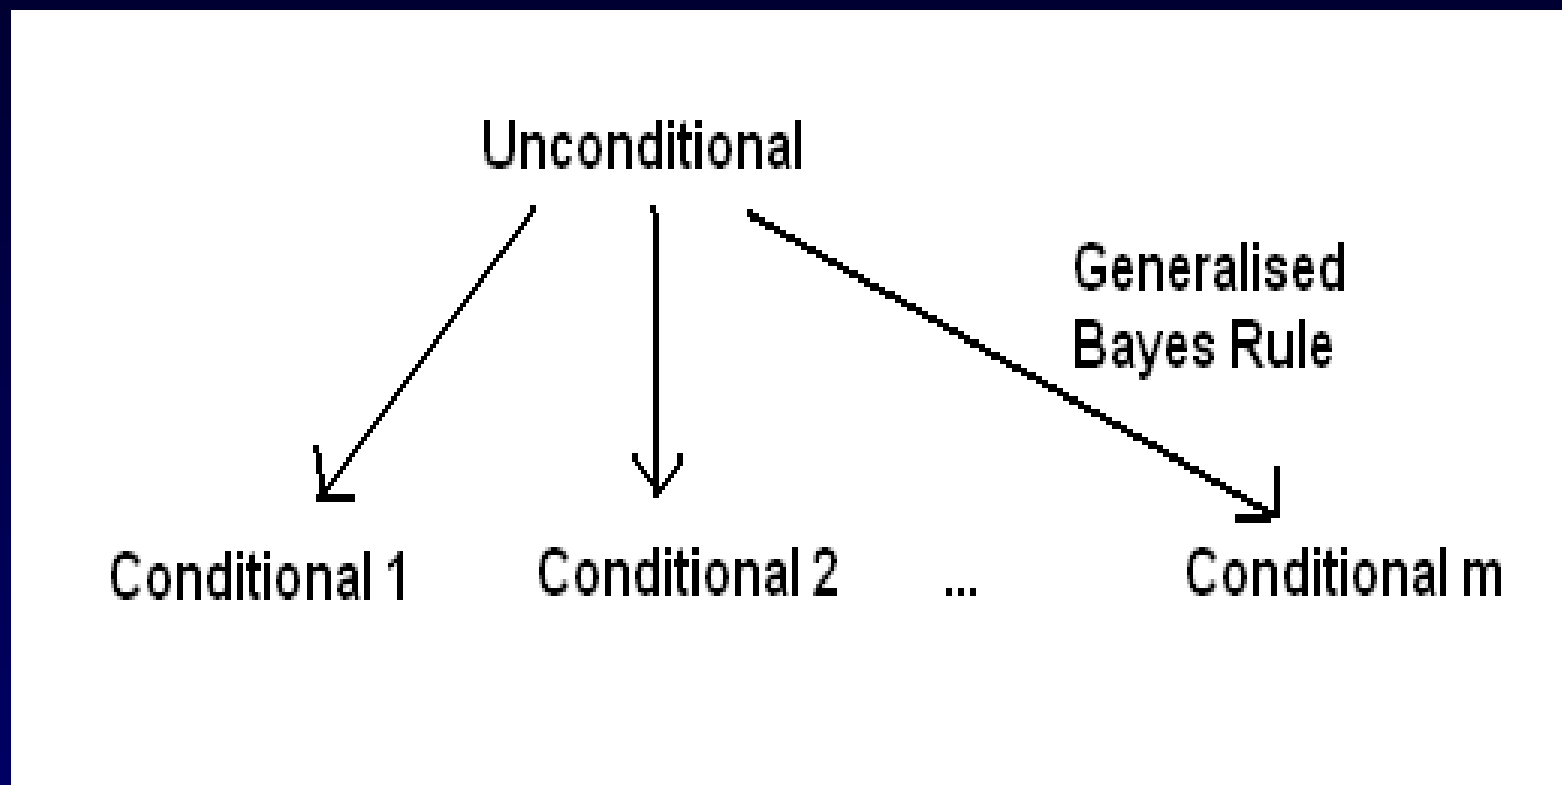 Unconditional
Generalised
Bayes Rule
Conditional 1
Conditional 2
...
Conditional m